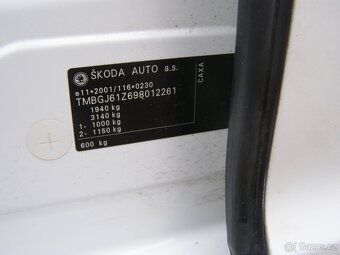 ŠKODA AUTO a.s.
e11*2001/116*0230
TMBGJ61Z698012261
1940 kg
3140 kg
1- 1000 kg
2- 1150 kg
600 kg
CAXA